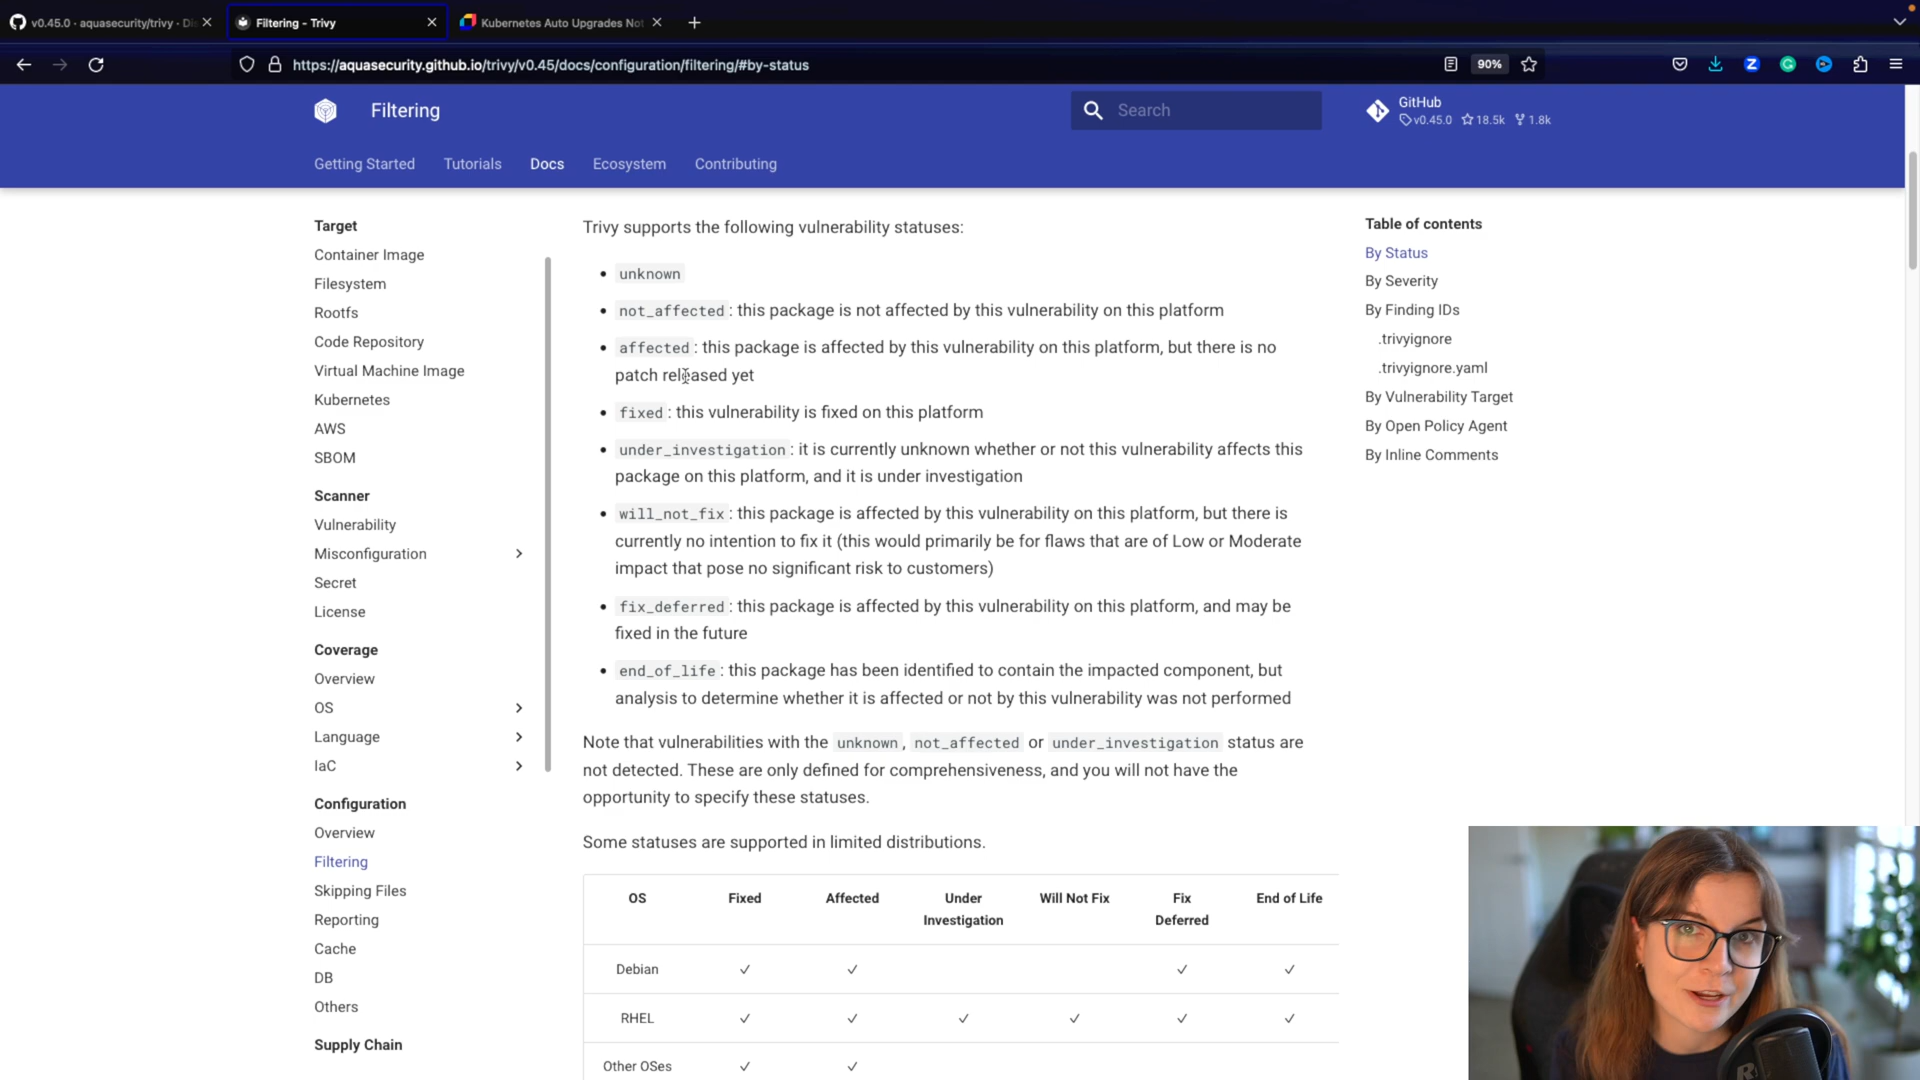 v0.45.0 · aquasecurity/trivy · Dis
Filtering - Trivy
Kubernetes Auto Upgrades Not
https://aquasecurity.github.io/trivy/v0.45/docs/configuration/filtering/#by-status
90%
Filtering
Search
GitHub
v0.45.0 18.5k 1.8k
Getting Started Tutorials Docs Ecosystem Contributing
Target
Container Image
Filesystem
Rootfs
Code Repository
Virtual Machine Image
Kubernetes
AWS
SBOM
Scanner
Vulnerability
Misconfiguration
Secret
License
Coverage
Overview
OS
Language
IaC
Configuration
Overview
Filtering
Skipping Files
Reporting
Cache
DB
Others
Supply Chain
Trivy supports the following vulnerability statuses:
• unknown
• not_affected : this package is not affected by this vulnerability on this platform
• affected : this package is affected by this vulnerability on this platform, but there is no
patch released yet
• fixed : this vulnerability is fixed on this platform
• under_investigation : it is currently unknown whether or not this vulnerability affects this
package on this platform, and it is under investigation
• will_not_fix : this package is affected by this vulnerability on this platform, but there is
currently no intention to fix it (this would primarily be for flaws that are of Low or Moderate
impact that pose no significant risk to customers)
• fix_deferred : this package is affected by this vulnerability on this platform, and may be
fixed in the future
• end_of_life : this package has been identified to contain the impacted component, but
analysis to determine whether it is affected or not by this vulnerability was not performed
Note that vulnerabilities with the unknown , not_affected or under_investigation status are
not detected. These are only defined for comprehensiveness, and you will not have the
opportunity to specify these statuses.
Some statuses are supported in limited distributions.
OS Fixed Affected Under Investigation Will Not Fix Fix Deferred End of Life
Debian ✓ ✓ ✓ ✓
RHEL ✓ ✓ ✓ ✓ ✓ ✓
Other OSes ✓ ✓
Table of contents
By Status
By Severity
By Finding IDs
.trivyignore
.trivyignore.yaml
By Vulnerability Target
By Open Policy Agent
By Inline Comments